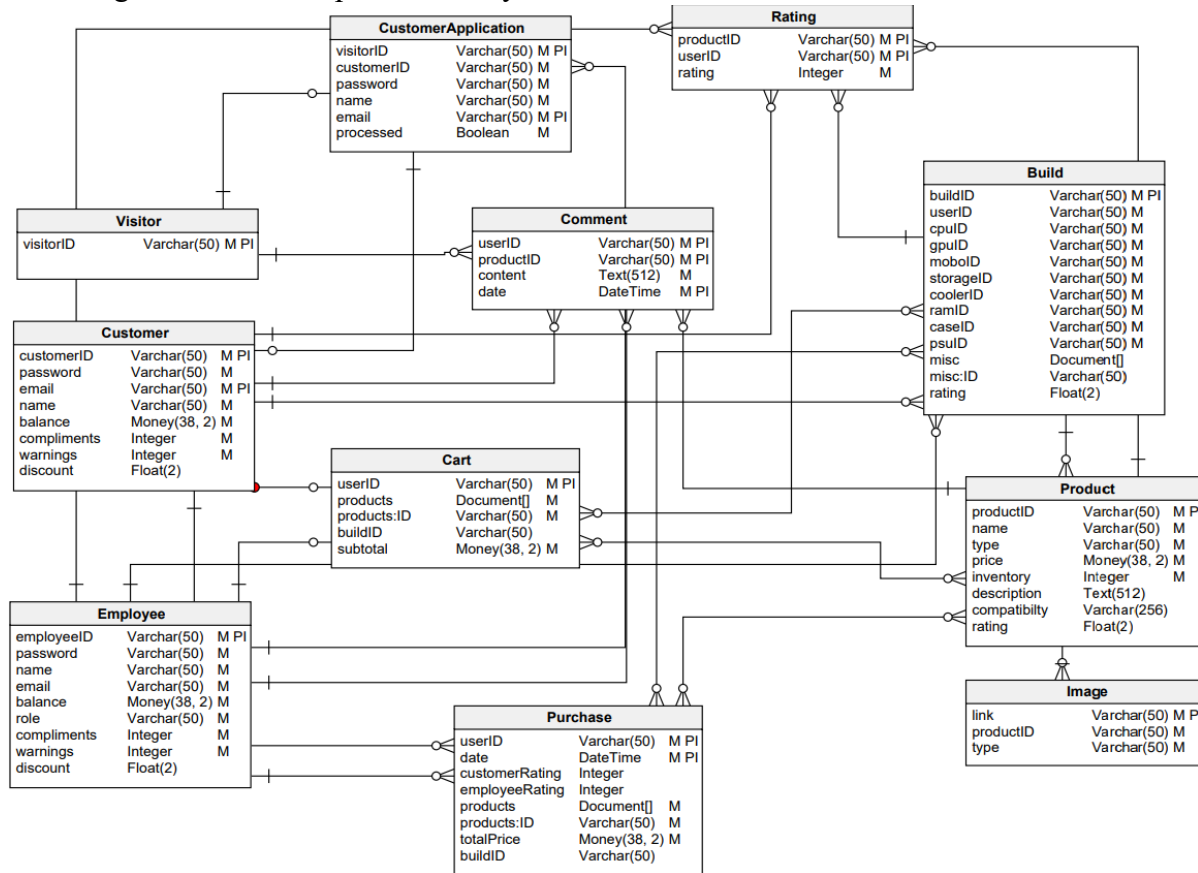 CustomerApplication
visitorID Varchar(50) M PI
customerID Varchar(50) M
password Varchar(50) M
name Varchar(50) M
email Varchar(50) M PI
processed Boolean M
Rating
productID Varchar(50) M PI
userID Varchar(50) M PI
rating Integer M
Build
buildID Varchar(50) M PI
userID Varchar(50) M
cpuID Varchar(50) M
gpuID Varchar(50) M
moboID Varchar(50) M
storageID Varchar(50) M
coolerID Varchar(50) M
ramID Varchar(50) M
caseID Varchar(50) M
psuID Varchar(50) M
misc Document[]
misc:ID Varchar(50)
rating Float(2)
Visitor
visitorID Varchar(50) M PI
Comment
userID Varchar(50) M PI
productID Varchar(50) M PI
content Text(512) M
date DateTime M PI
Customer
customerID Varchar(50) M PI
password Varchar(50) M
email Varchar(50) M PI
name Varchar(50) M
balance Money(38, 2) M
compliments Integer M
warnings Integer M
discount Float(2)
Cart
userID Varchar(50) M PI
products Document[] M
products:ID Varchar(50) M
buildID Varchar(50)
subtotal Money(38, 2) M
Product
productID Varchar(50) M P
name Varchar(50) M
type Varchar(50) M
price Money(38, 2) M
inventory Integer M
description Text(512)
compatibilty Varchar(256)
rating Float(2)
Employee
employeeID Varchar(50) M PI
password Varchar(50) M
name Varchar(50) M
email Varchar(50) M
balance Money(38, 2) M
role Varchar(50) M
compliments Integer M
warnings Integer M
discount Float(2)
Image
link Varchar(50) M P
productID Varchar(50) M
type Varchar(50) M
Purchase
userID Varchar(50) M PI
date DateTime M PI
customerRating Integer
employeeRating Integer
products Document[] M
products:ID Varchar(50) M
totalPrice Money(38, 2) M
buildID Varchar(50)